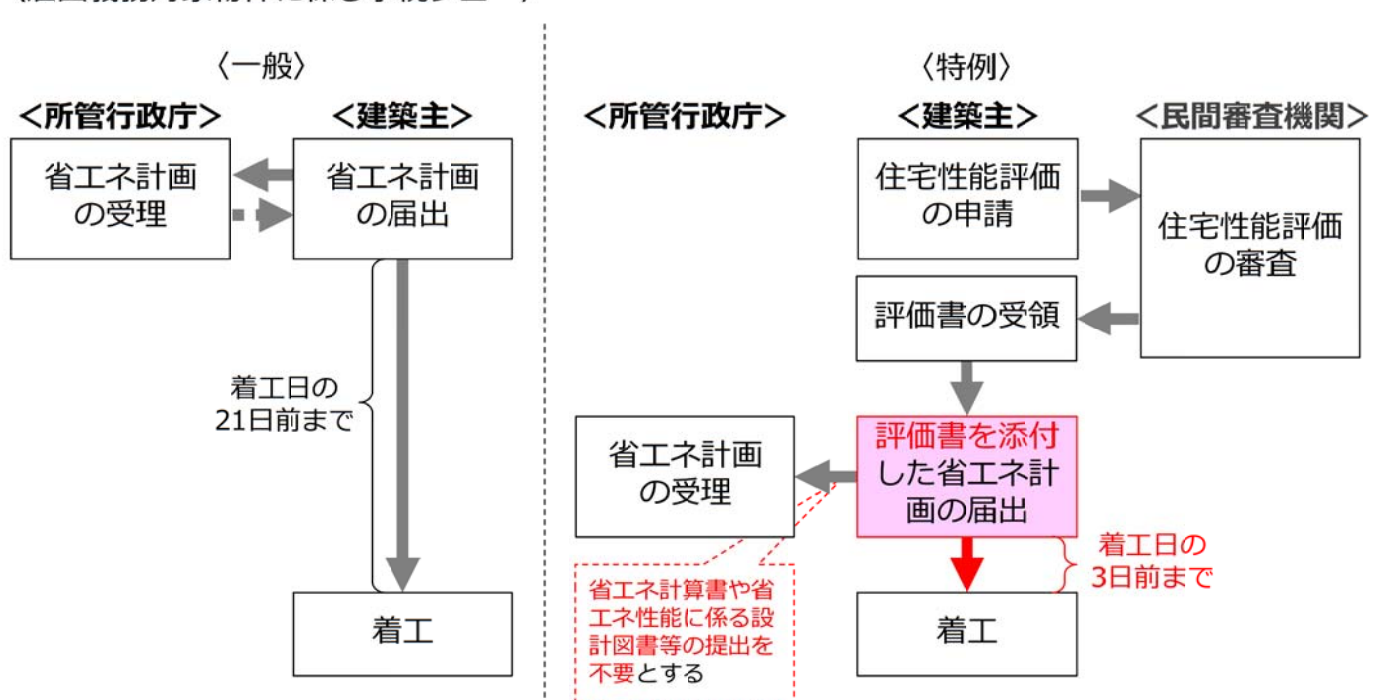 〈一般〉
<所管行政庁>
<建築主>
省エネ計画
の受理
省エネ計画
の届出
着工日の
21日前まで
着工
〈特例〉
<所管行政庁>
<建築主>
<民間審査機関>
住宅性能評価
の申請
住宅性能評価
の審査
評価書の受領
評価書を添付
した省エネ計
画の届出
省エネ計画
の受理
省エネ計算書や省
エネ性能に係る設
計図書等の提出を
不要とする
着工日の
3日前まで
着工